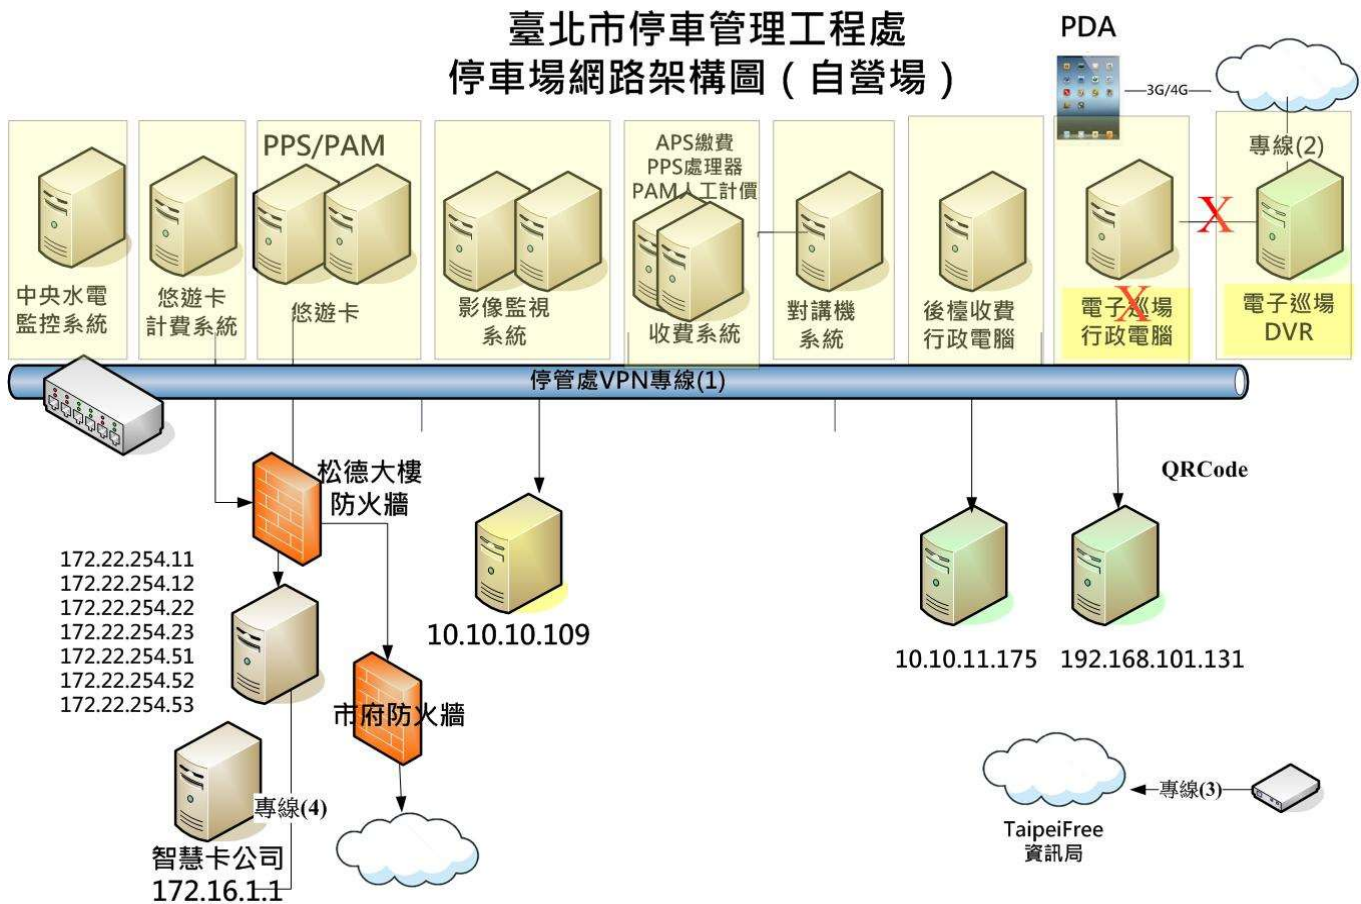 臺北市停車管理工程處
停車場網路架構圖（自營場）
PDA
3G/4G
PPS/PAM
APS繳費
PPS處理器
PAM人工計價
專線(2)
X
中央水電
監控系統
悠遊卡
計費系統
悠遊卡
影像監視
系統
收費系統
對講機
系統
後檯收費
行政電腦
電子巡場
行政電腦
X
電子巡場
DVR
停管處VPN專線(1)
松德大樓
防火牆
QRCode
172.22.254.11
172.22.254.12
172.22.254.22
172.22.254.23
172.22.254.51
172.22.254.52
172.22.254.53
10.10.10.109
10.10.11.175
192.168.101.131
市府防火牆
專線(4)
智慧卡公司
172.16.1.1
專線(3)
TaipeiFree
資訊局